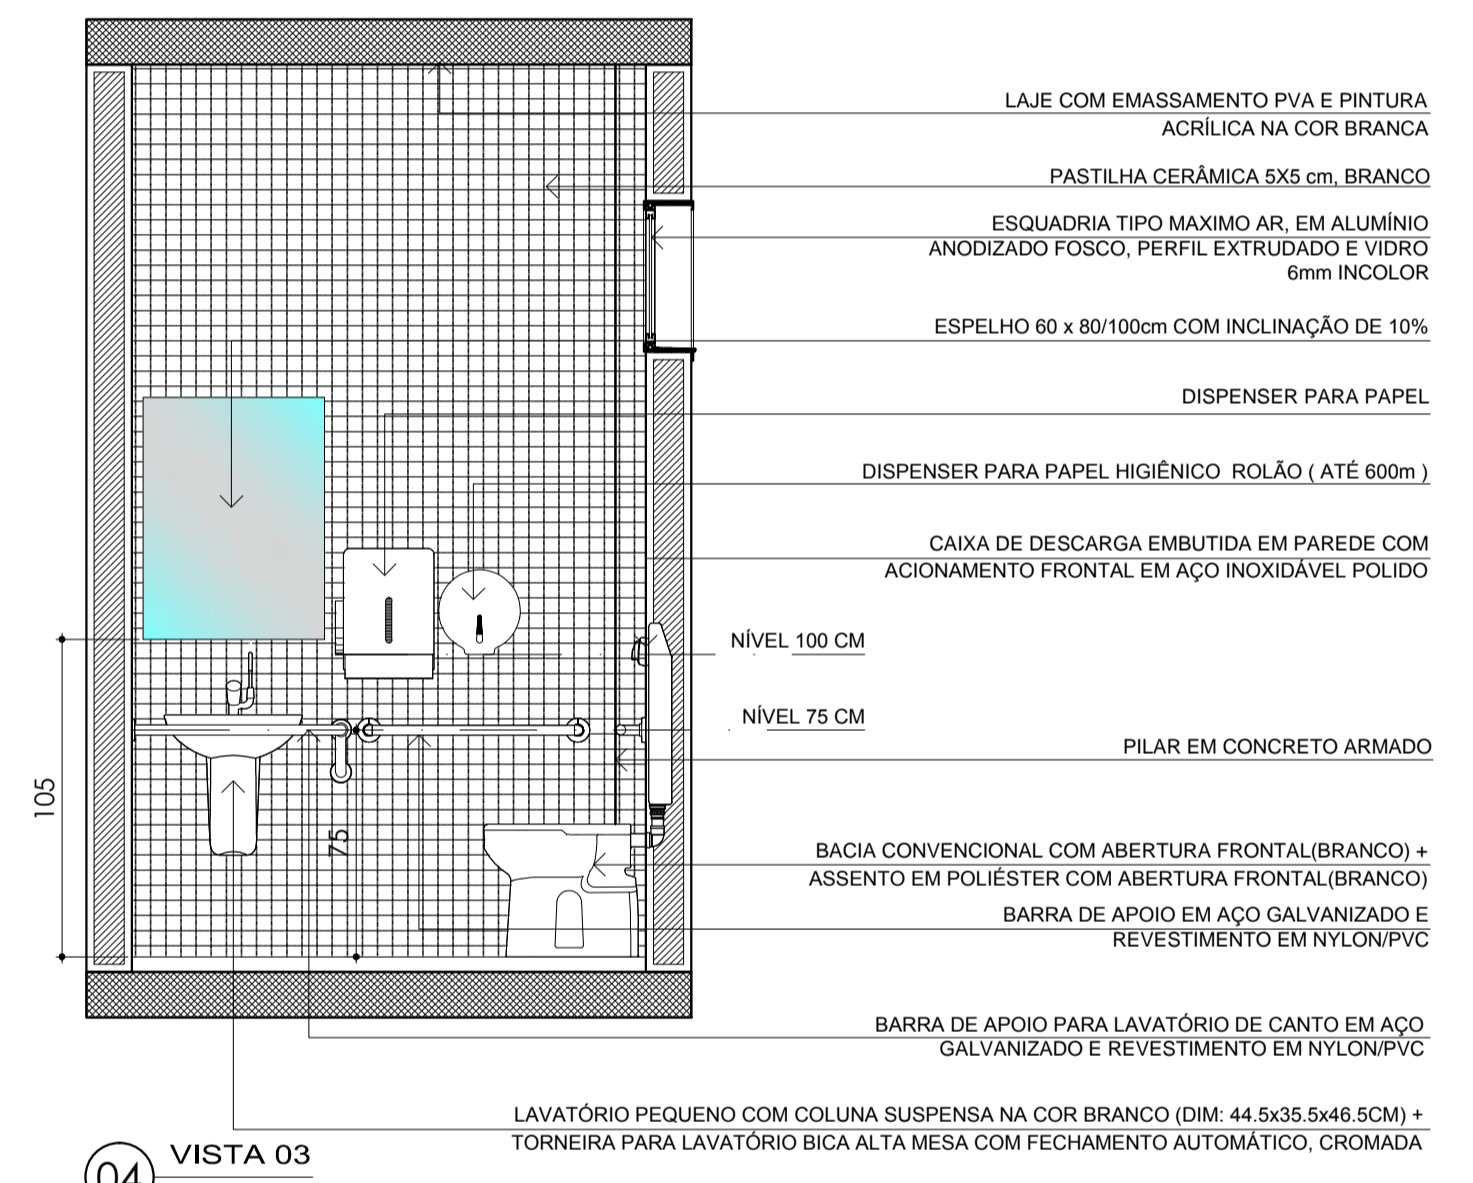 LAJE COM EMASSAMENTO PVA E PINTURA
ACRÍLICA NA COR BRANCA
PASTILHA CERÂMICA 5X5 cm, BRANCO
ESQUADRIA TIPO MAXIMO AR, EM ALUMÍNIO
ANODIZADO FOSCO, PERFIL EXTRUDADO E VIDRO
6mm INCOLOR
ESPELHO 60 x 80/100cm COM INCLINAÇÃO DE 10%
DISPENSER PARA PAPEL
DISPENSER PARA PAPEL HIGIÊNICO ROLÃO ( ATÉ 600m )
CAIXA DE DESCARGA EMBUTIDA EM PAREDE COM
ACIONAMENTO FRONTAL EM AÇO INOXIDÁVEL POLIDO
NÍVEL 100 CM
NÍVEL 75 CM
PILAR EM CONCRETO ARMADO
105
75
BACIA CONVENCIONAL COM ABERTURA FRONTAL(BRANCO) +
ASSENTO EM POLIÉSTER COM ABERTURA FRONTAL(BRANCO)
BARRA DE APOIO EM AÇO GALVANIZADO E
REVESTIMENTO EM NYLON/PVC
BARRA DE APOIO PARA LAVATÓRIO DE CANTO EM AÇO
GALVANIZADO E REVESTIMENTO EM NYLON/PVC
LAVATÓRIO PEQUENO COM COLUNA SUSPENSA NA COR BRANCO (DIM: 44.5x35.5x46.5CM) +
TORNEIRA PARA LAVATÓRIO BICA ALTA MESA COM FECHAMENTO AUTOMÁTICO, CROMADA
VISTA 03
04